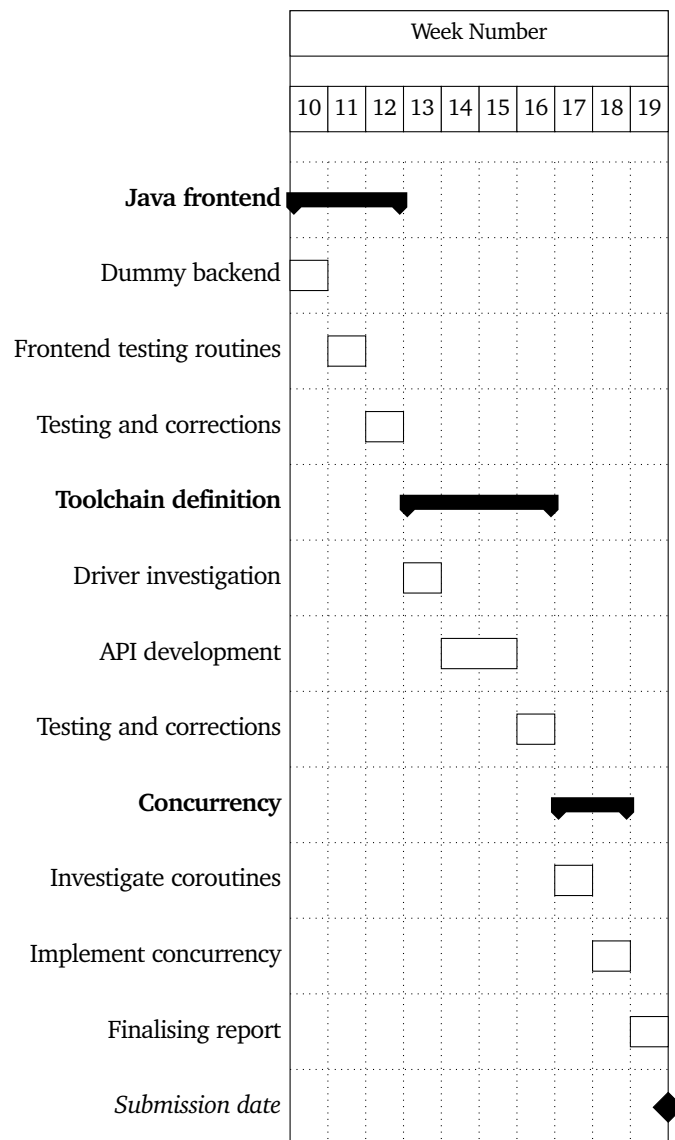 Week Number
10 11 12 13 14 15 16 17 18 19
Java frontend
Dummy backend
Frontend testing routines
Testing and corrections
Toolchain definition
Driver investigation
API development
Testing and corrections
Concurrency
Investigate coroutines
Implement concurrency
Finalising report
Submission date